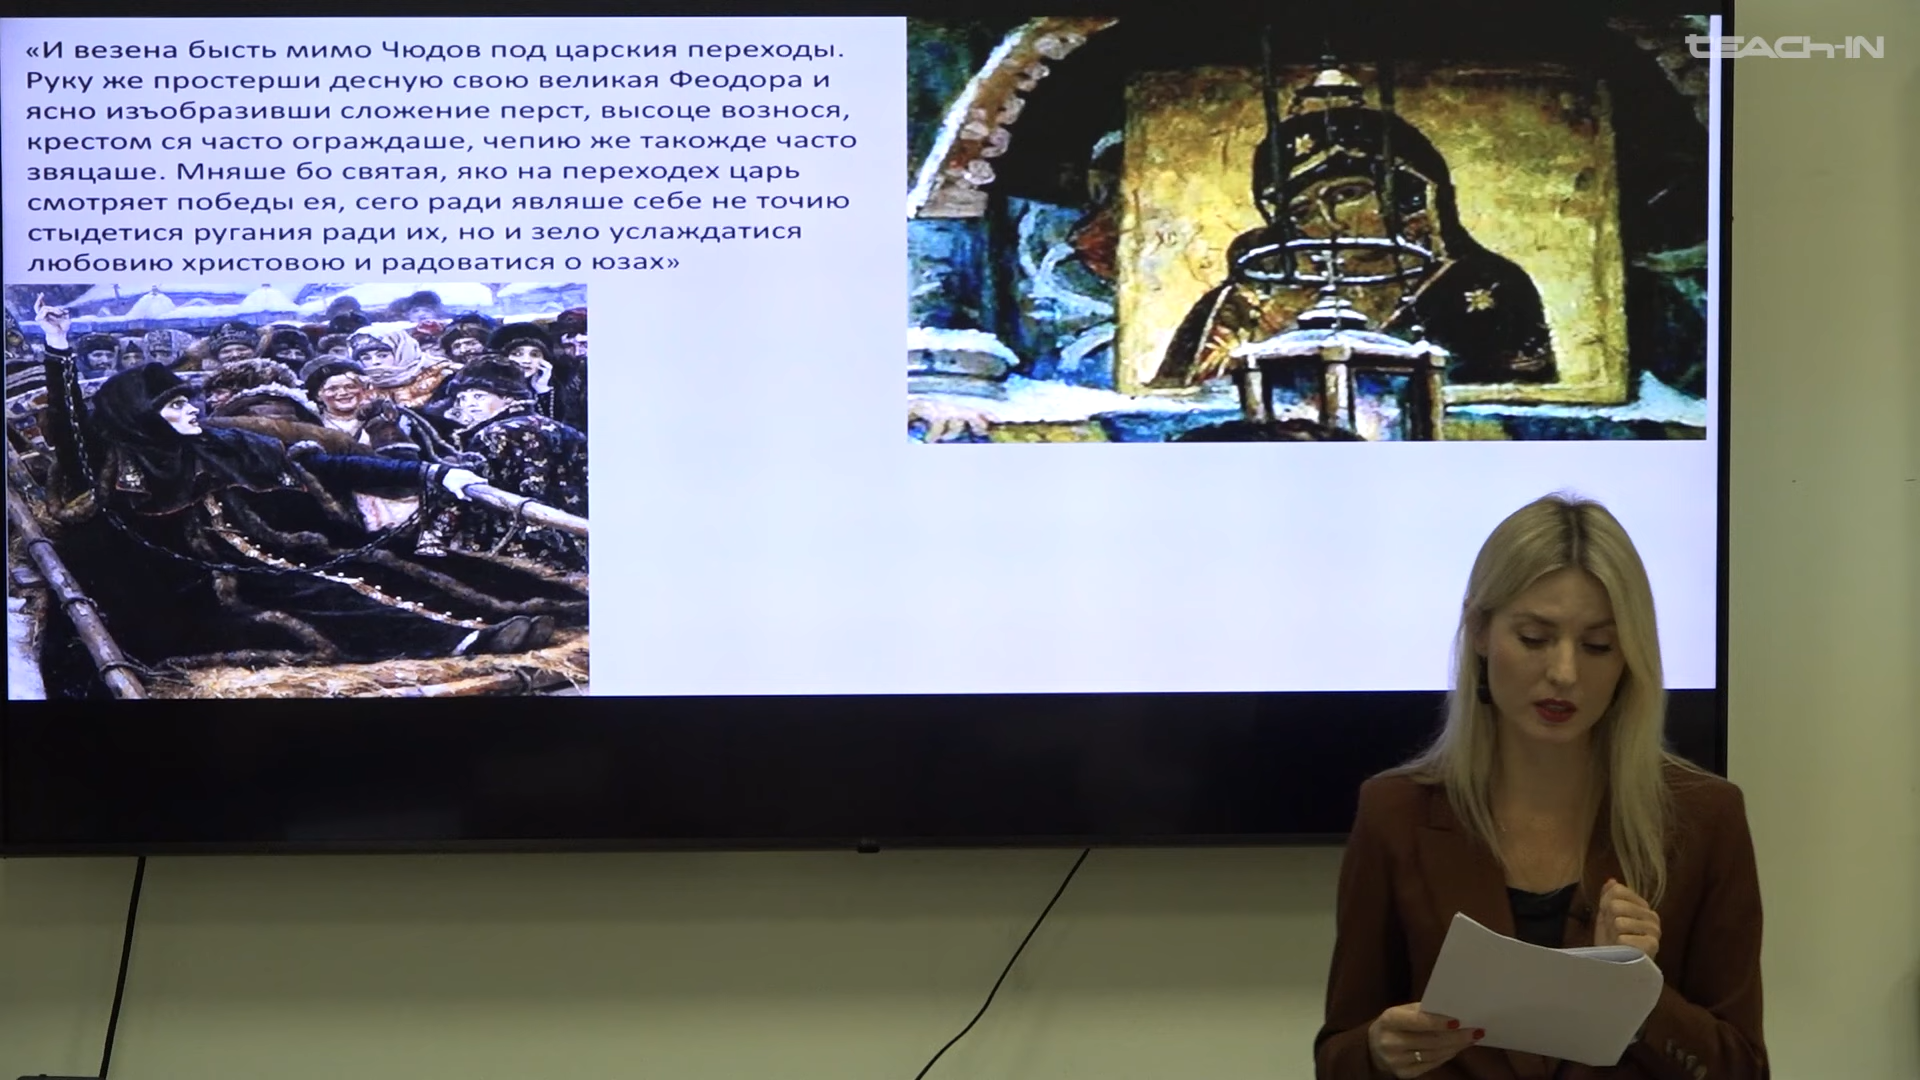 «И везена бысть мимо Чюдов под царския переходы.
Руку же простерши десную свою великая Феодора и
ясно изъобразивши сложение перст, высоце вознося,
крестом ся часто ограждаше, чепию же такожде часто
звяцаше. Мняше бо святая, яко на переходех царь
смотряет победы ея, сего ради являше себе не точию
стыдетися ругания ради их, но и зело услаждатися
любовию христовою и радоватися о юзах»
TEACH-IN